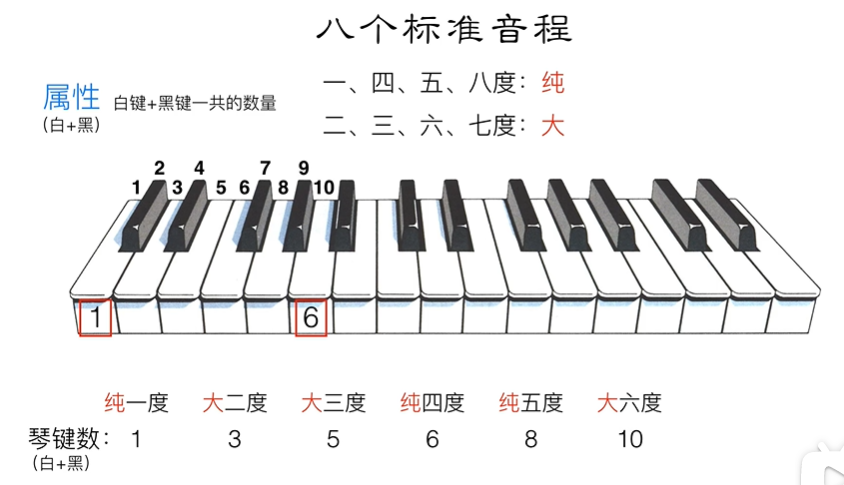 八个标准音程
一、四、五、八度：纯
属性 白键+黑键一共的数量
（白+黑）
二、三、六、七度：大
2 4 7 9
1 3 5 6 8 10
1 6
纯一度 大二度 大三度 纯四度 纯五度 大六度
琴键数： 1 3 5 6 8 10
（白+黑）